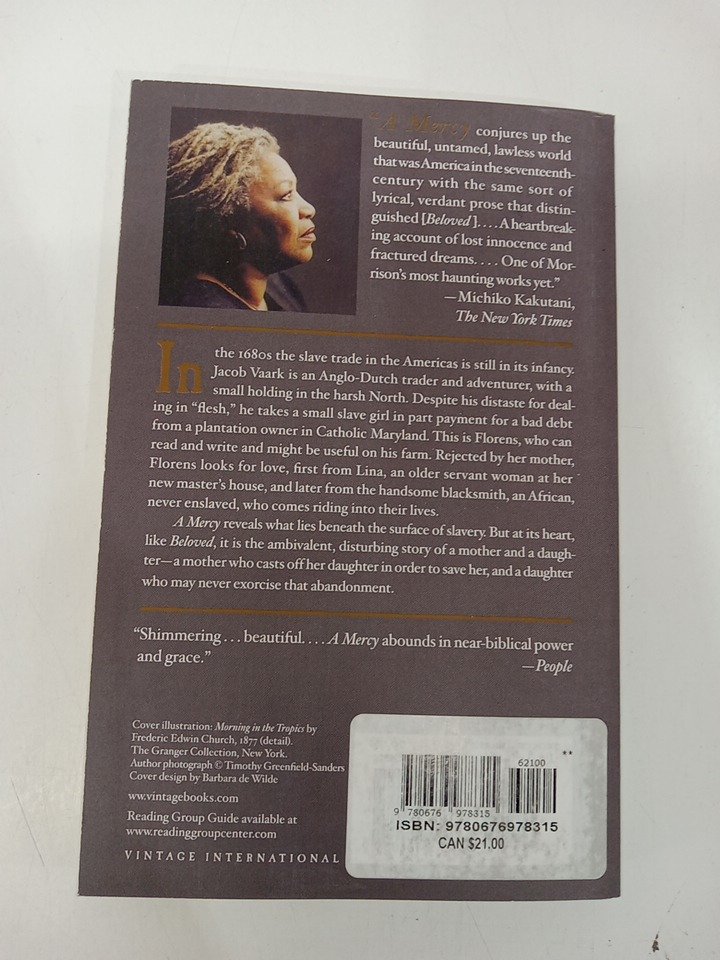 "A Mercy conjures up the
beautiful, untamed, lawless world
that was America in the seventeenth-
century with the same sort of
lyrical, verdant prose that distin-
guished [Beloved]. . . . A heartbreak-
ing account of lost innocence and
fractured dreams. . . . One of Mor-
rison's most haunting works yet."
—Michiko Kakutani,
The New York Times
In the 1680s the slave trade in the Americas is still in its infancy.
Jacob Vaark is an Anglo-Dutch trader and adventurer, with a
small holding in the harsh North. Despite his distaste for deal-
ing in "flesh," he takes a small slave girl in part payment for a bad debt
from a plantation owner in Catholic Maryland. This is Florens, who can
read and write and might be useful on his farm. Rejected by her mother,
Florens looks for love, first from Lina, an older servant woman at her
new master's house, and later from the handsome blacksmith, an African,
never enslaved, who comes riding into their lives.
A Mercy reveals what lies beneath the surface of slavery. But at its heart,
like Beloved, it is the ambivalent, disturbing story of a mother and a daugh-
ter—a mother who casts off her daughter in order to save her, and a daughter
who may never exorcise that abandonment.
"Shimmering . . . beautiful. . . . A Mercy abounds in near-biblical power
and grace."
—People
Cover illustration: Morning in the Tropics by
Frederic Edwin Church, 1877 (detail).
The Granger Collection, New York.
Author photograph © Timothy Greenfield-Sanders
Cover design by Barbara de Wilde
www.vintagebooks.com
Reading Group Guide available at
www.readinggroupcenter.com
VINTAGE INTERNATIONAL
**
62100
9 780676 978315
ISBN: 9780676978315
CAN $21.00